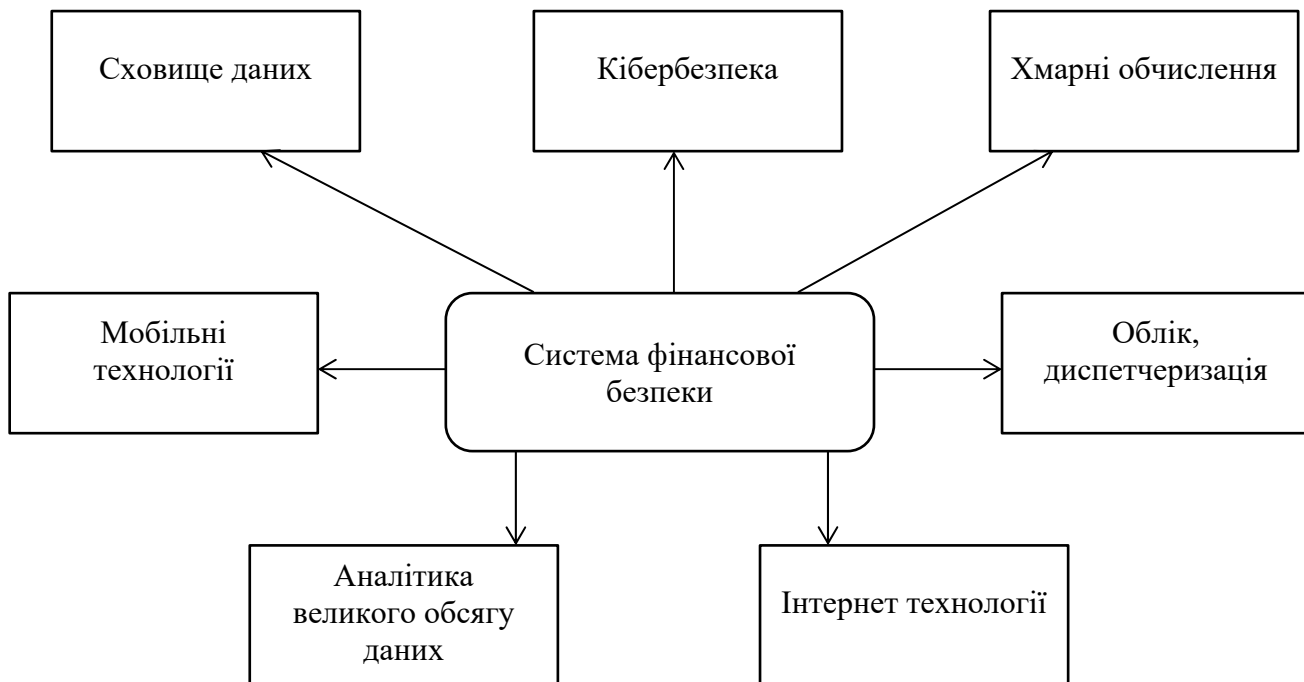 Сховище даних
Кібербезпека
Хмарні обчислення
Мобільні
технології
Система фінансової
безпеки
Облік,
диспетчеризація
Аналітика
великого обсягу
даних
Інтернет технології